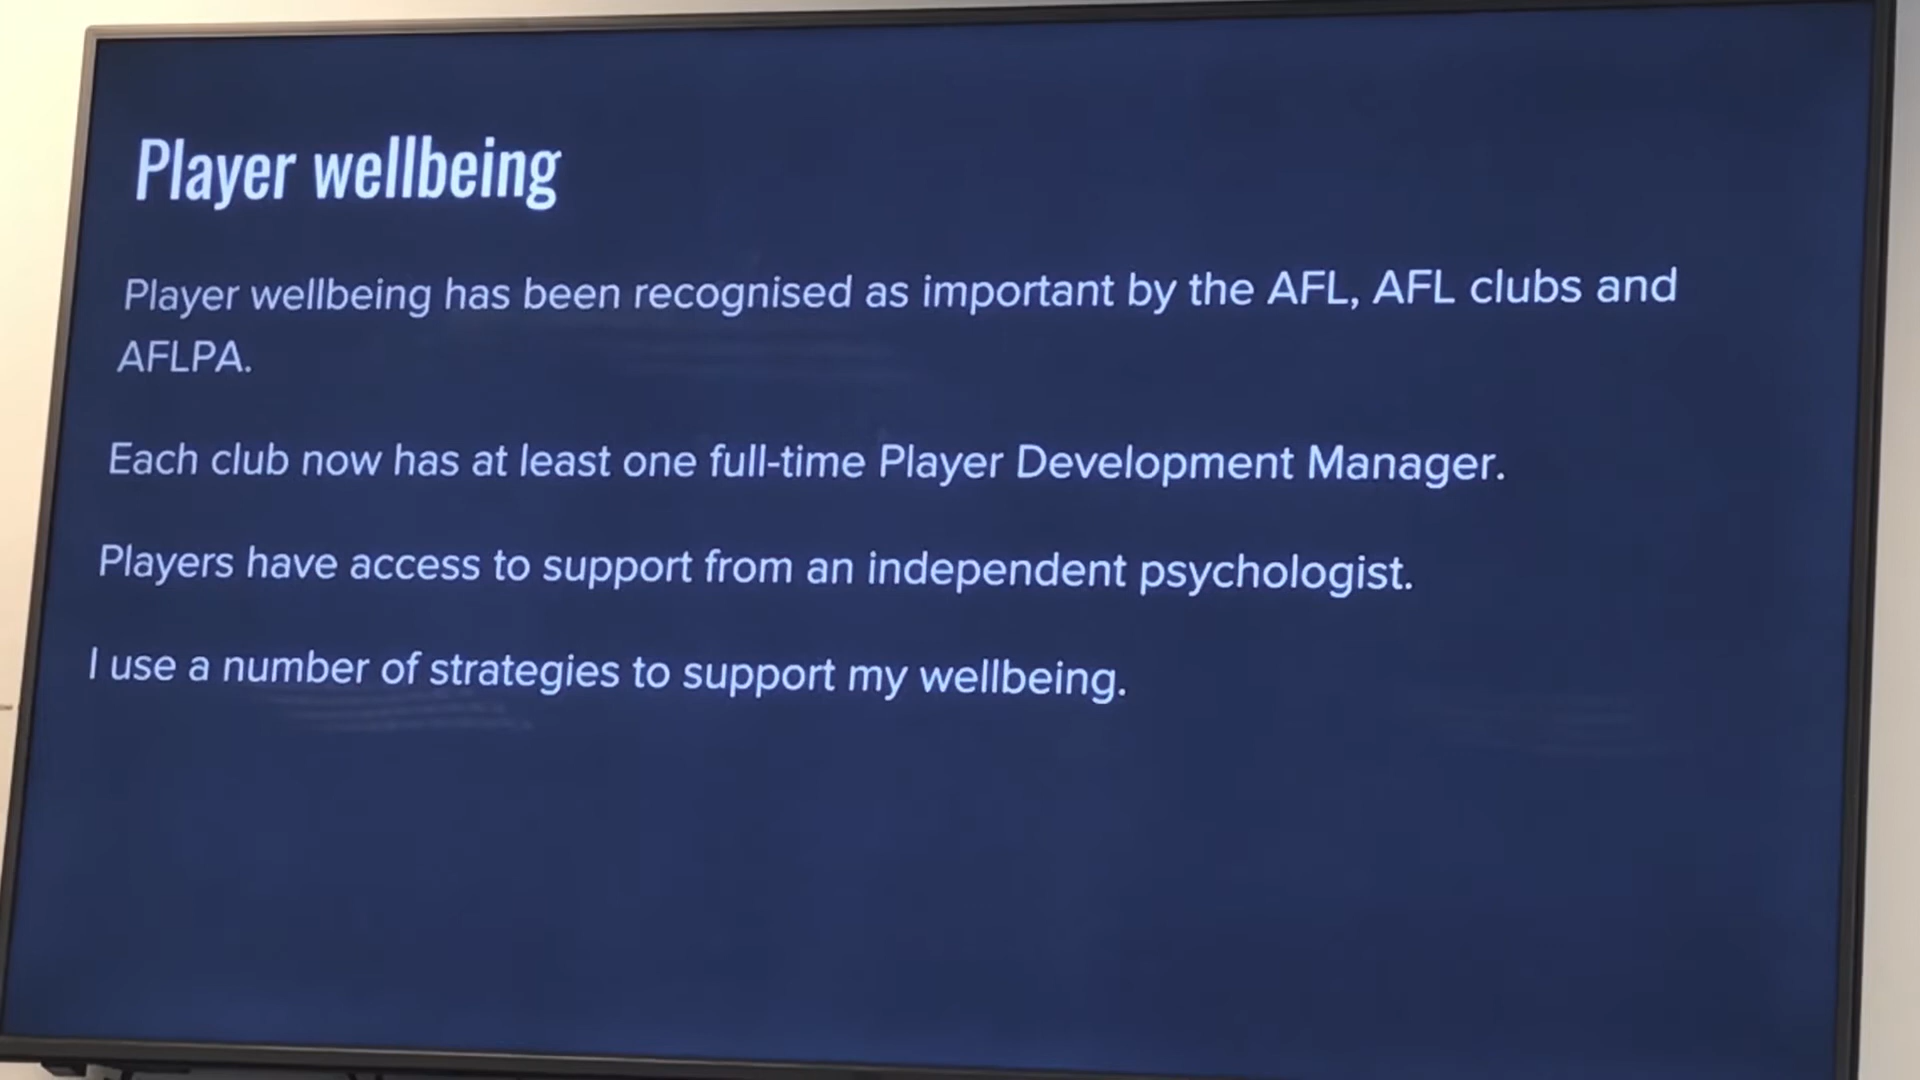 Player wellbeing
Player wellbeing has been recognised as important by the AFL, AFL clubs and
AFLPA.
Each club now has at least one full-time Player Development Manager.
Players have access to support from an independent psychologist.
I use a number of strategies to support my wellbeing.